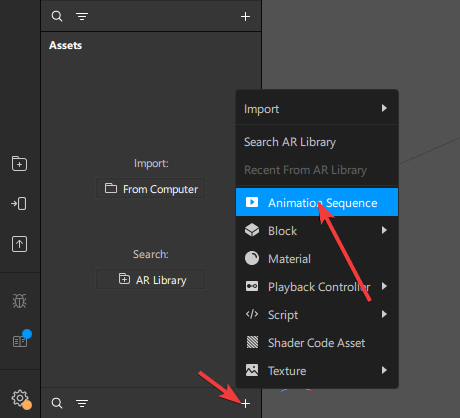 Assets
Import:
From Computer
Search:
AR Library
Import
Search AR Library
Recent From AR Library
Animation Sequence
Block
Material
Playback Controller
Script
Shader Code Asset
Texture